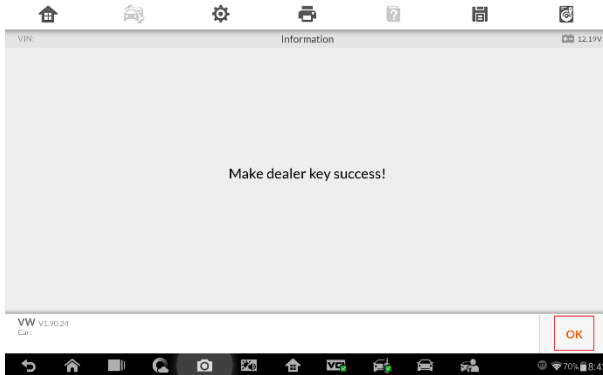 VIN:
Information
12.19V
Make dealer key success!
VW V1.90.24
Car:
OK
70%